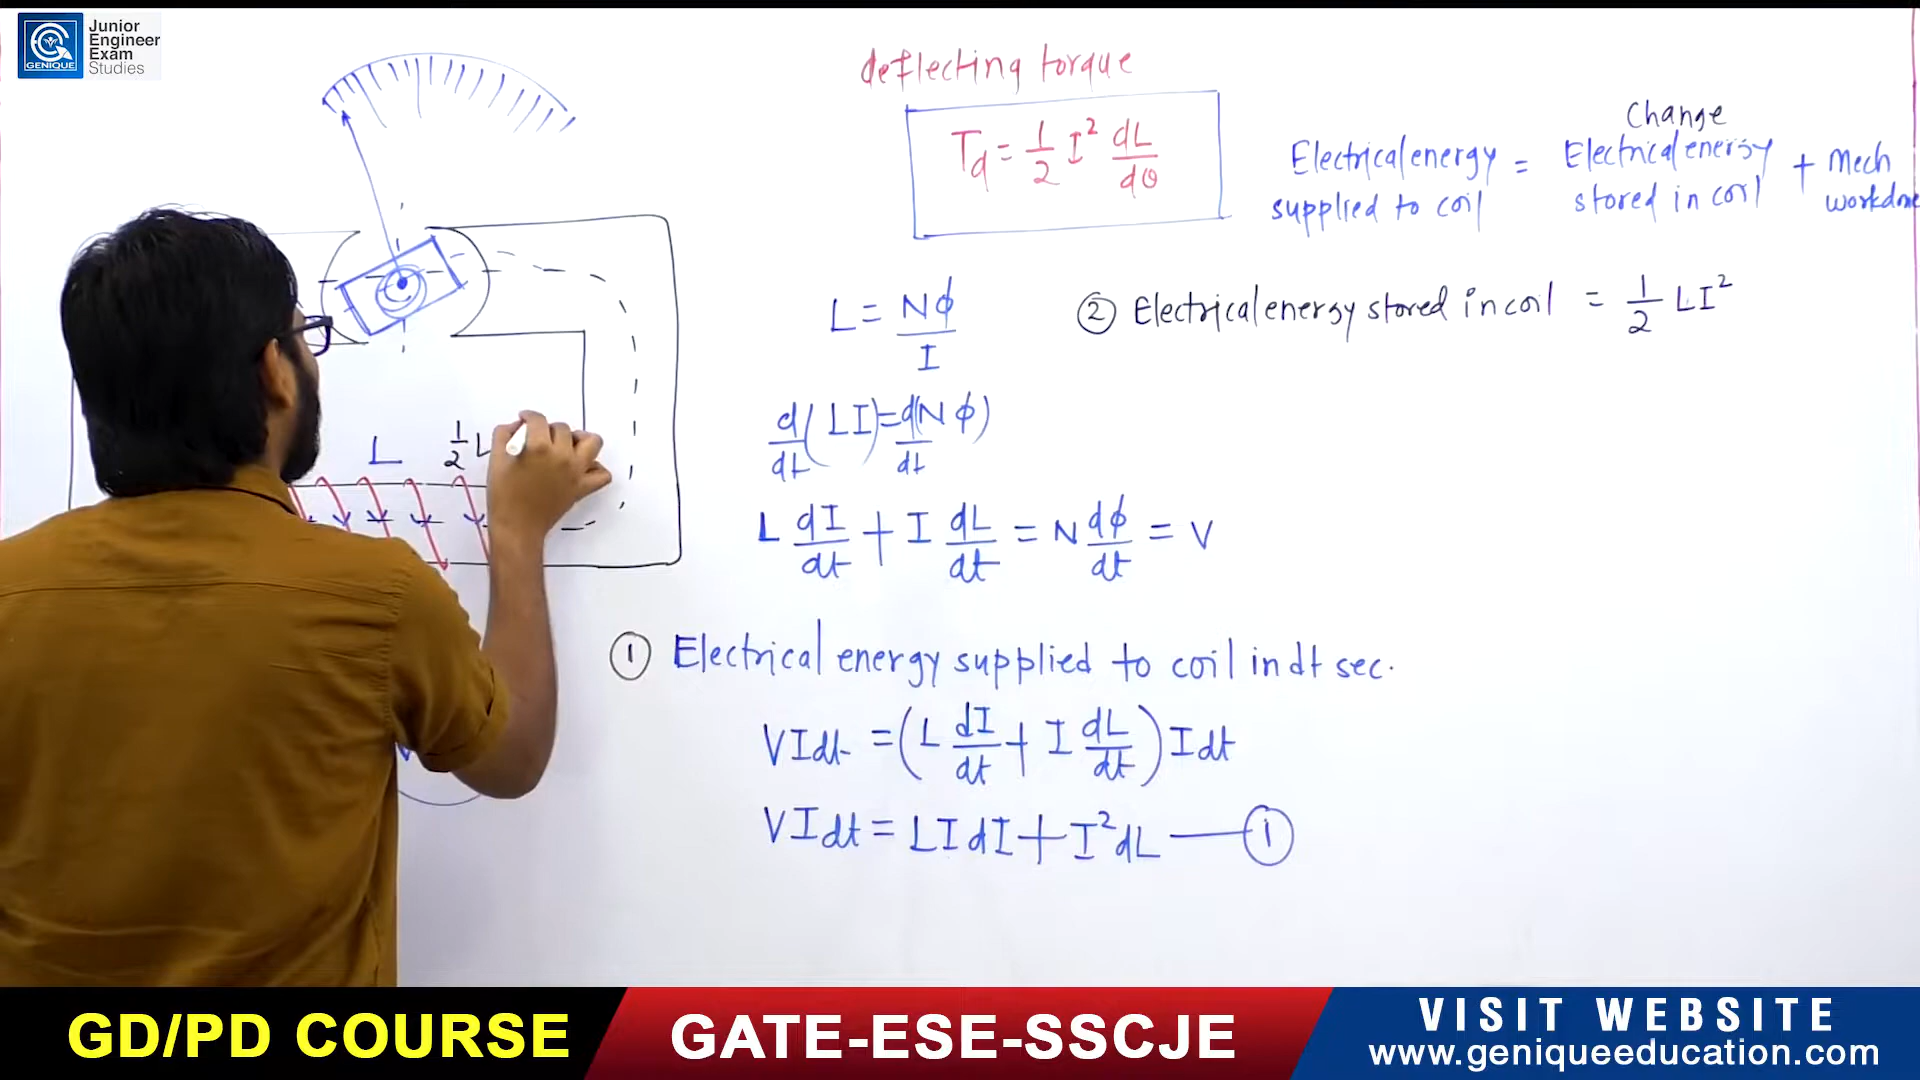 Junior
Engineer
Exam
Studies
GENIQUE
deflecting torque
T_d = 1/2 I² dL/dθ
Electrical energy supplied to coil = Change Electrical energy stored in coil + Mech workdone
L = Nφ/I
② Electrical energy stored in coil = 1/2 LI²
d/dt (LI) = d(Nφ)/dt
L 1/2 L
L dI/dt + I dL/dt = N dφ/dt = V
① Electrical energy supplied to coil in dt sec.
VIdt = (L dI/dt + I dL/dt) I dt
VIdt = LIdI + I²dL — ①
GD/PD COURSE
GATE-ESE-SSCJE
VISIT WEBSITE
www.geniqueeducation.com